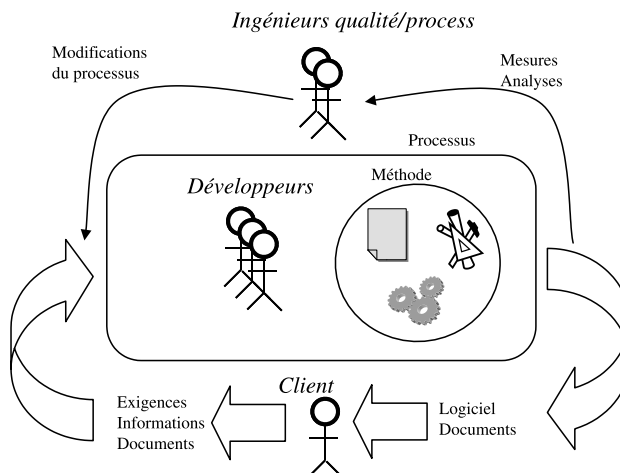 Ingénieurs qualité/process
Modifications
du processus
Mesures
Analyses
Processus
Méthode
Développeurs
Client
Exigences
Informations
Documents
Logiciel
Documents